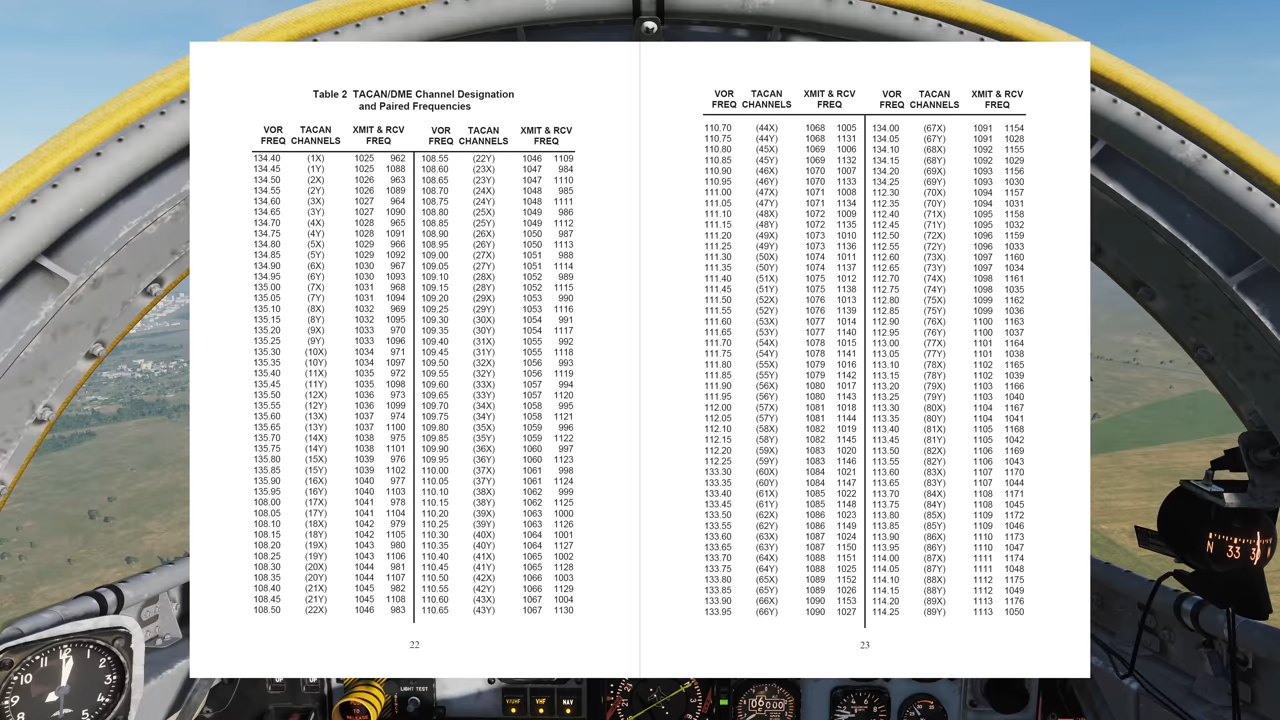 Table 2 TACAN/DME Channel Designation
and Paired Frequencies
VOR TACAN XMIT & RCV VOR TACAN XMIT & RCV
FREQ CHANNELS FREQ FREQ CHANNELS FREQ
134.40 (1X) 1025 962 108.55 (22Y) 1046 1109
134.45 (1Y) 1025 1088 108.60 (23X) 1047 984
134.50 (2X) 1026 963 108.65 (23Y) 1047 1110
134.55 (2Y) 1026 1089 108.70 (24X) 1048 985
134.60 (3X) 1027 964 108.75 (24Y) 1048 1111
134.65 (3Y) 1027 1090 108.80 (25X) 1049 986
134.70 (4X) 1028 965 108.85 (25Y) 1049 1112
134.75 (4Y) 1028 1091 108.90 (26X) 1050 987
134.80 (5X) 1029 966 108.95 (26Y) 1050 1113
134.85 (5Y) 1029 1092 109.00 (27X) 1051 988
134.90 (6X) 1030 967 109.05 (27Y) 1051 1114
134.95 (6Y) 1030 1093 109.10 (28X) 1052 989
135.00 (7X) 1031 968 109.15 (28Y) 1052 1115
135.05 (7Y) 1031 1094 109.20 (29X) 1053 990
135.10 (8X) 1032 969 109.25 (29Y) 1053 1116
135.15 (8Y) 1032 1095 109.30 (30X) 1054 991
135.20 (9X) 1033 970 109.35 (30Y) 1054 1117
135.25 (9Y) 1033 1096 109.40 (31X) 1055 992
135.30 (10X) 1034 971 109.45 (31Y) 1055 1118
135.35 (10Y) 1034 1097 109.50 (32X) 1056 993
135.40 (11X) 1035 972 109.55 (32Y) 1056 1119
135.45 (11Y) 1035 1098 109.60 (33X) 1057 994
135.50 (12X) 1036 973 109.65 (33Y) 1057 1120
135.55 (12Y) 1036 1099 109.70 (34X) 1058 995
135.60 (13X) 1037 974 109.75 (34Y) 1058 1121
135.65 (13Y) 1037 1100 109.80 (35X) 1059 996
135.70 (14X) 1038 975 109.85 (35Y) 1059 1122
135.75 (14Y) 1038 1101 109.90 (36X) 1060 997
135.80 (15X) 1039 976 109.95 (36Y) 1060 1123
135.85 (15Y) 1039 1102 110.00 (37X) 1061 998
135.90 (16X) 1040 977 110.05 (37Y) 1061 1124
135.95 (16Y) 1040 1103 110.10 (38X) 1062 999
108.00 (17X) 1041 978 110.15 (38Y) 1062 1125
108.05 (17Y) 1041 1104 110.20 (39X) 1063 1000
108.10 (18X) 1042 979 110.25 (39Y) 1063 1126
108.15 (18Y) 1042 1105 110.30 (40X) 1064 1001
108.20 (19X) 1043 980 110.35 (40Y) 1064 1127
108.25 (19Y) 1043 1106 110.40 (41X) 1065 1002
108.30 (20X) 1044 981 110.45 (41Y) 1065 1128
108.35 (20Y) 1044 1107 110.50 (42X) 1066 1003
108.40 (21X) 1045 982 110.55 (42Y) 1066 1129
108.45 (21Y) 1045 1108 110.60 (43X) 1067 1004
108.50 (22X) 1046 983 110.65 (43Y) 1067 1130
22
VOR TACAN XMIT & RCV VOR TACAN XMIT & RCV
FREQ CHANNELS FREQ FREQ CHANNELS FREQ
110.70 (44X) 1068 1005 134.00 (67X) 1091 1154
110.75 (44Y) 1068 1131 134.05 (67Y) 1091 1028
110.80 (45X) 1069 1006 134.10 (68X) 1092 1155
110.85 (45Y) 1069 1132 134.15 (68Y) 1092 1029
110.90 (46X) 1070 1007 134.20 (69X) 1093 1156
110.95 (46Y) 1070 1133 134.25 (69Y) 1093 1030
111.00 (47X) 1071 1008 112.30 (70X) 1094 1157
111.05 (47Y) 1071 1134 112.35 (70Y) 1094 1031
111.10 (48X) 1072 1009 112.40 (71X) 1095 1158
111.15 (48Y) 1072 1135 112.45 (71Y) 1095 1032
111.20 (49X) 1073 1010 112.50 (72X) 1096 1159
111.25 (49Y) 1073 1136 112.55 (72Y) 1096 1033
111.30 (50X) 1074 1011 112.60 (73X) 1097 1160
111.35 (50Y) 1074 1137 112.65 (73Y) 1097 1034
111.40 (51X) 1075 1012 112.70 (74X) 1098 1161
111.45 (51Y) 1075 1138 112.75 (74Y) 1098 1035
111.50 (52X) 1076 1013 112.80 (75X) 1099 1162
111.55 (52Y) 1076 1139 112.85 (75Y) 1099 1036
111.60 (53X) 1077 1014 112.90 (76X) 1100 1163
111.65 (53Y) 1077 1140 112.95 (76Y) 1100 1037
111.70 (54X) 1078 1015 113.00 (77X) 1101 1164
111.75 (54Y) 1078 1141 113.05 (77Y) 1101 1038
111.80 (55X) 1079 1016 113.10 (78X) 1102 1165
111.85 (55Y) 1079 1142 113.15 (78Y) 1102 1039
111.90 (56X) 1080 1017 113.20 (79X) 1103 1166
111.95 (56Y) 1080 1143 113.25 (79Y) 1103 1040
112.00 (57X) 1081 1018 113.30 (80X) 1104 1167
112.05 (57Y) 1081 1144 113.35 (80Y) 1104 1041
112.10 (58X) 1082 1019 113.40 (81X) 1105 1168
112.15 (58Y) 1082 1145 113.45 (81Y) 1105 1042
112.20 (59X) 1083 1020 113.50 (82X) 1106 1169
112.25 (59Y) 1083 1146 113.55 (82Y) 1106 1043
133.30 (60X) 1084 1021 113.60 (83X) 1107 1170
133.35 (60Y) 1084 1147 113.65 (83Y) 1107 1044
133.40 (61X) 1085 1022 113.70 (84X) 1108 1171
133.45 (61Y) 1085 1148 113.75 (84Y) 1108 1045
133.50 (62X) 1086 1023 113.80 (85X) 1109 1172
133.55 (62Y) 1086 1149 113.85 (85Y) 1109 1046
133.60 (63X) 1087 1024 113.90 (86X) 1110 1173
133.65 (63Y) 1087 1150 113.95 (86Y) 1110 1047
133.70 (64X) 1088 1151 114.00 (87X) 1111 1174
133.75 (64Y) 1088 1025 114.05 (87Y) 1111 1048
133.80 (65X) 1089 1152 114.10 (88X) 1112 1175
133.85 (65Y) 1089 1026 114.15 (88Y) 1112 1049
133.90 (66X) 1090 1153 114.20 (89X) 1113 1176
133.95 (66Y) 1090 1027 114.25 (89Y) 1113 1050
23
N 33 3
UP UP
LIGHT TEST
TO
RELEASE
V/UHF VHF NAV